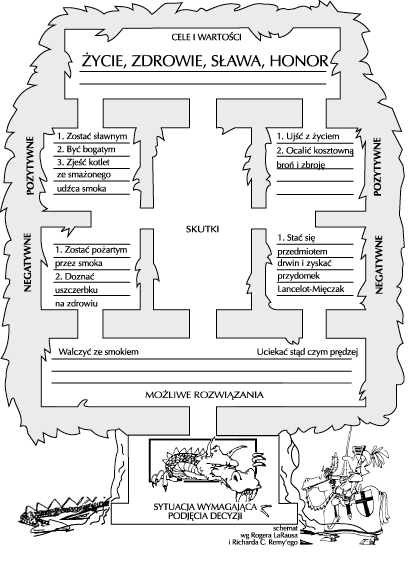 CELE I WARTOŚCI
ŻYCIE, ZDROWIE, SŁAWA, HONOR
POZYTYWNE
1. Zostać sławnym
2. Być bogatym
3. Zjeść kotlet
ze smażonego
udźca smoka
1. Ujść z życiem
2. Ocalić kosztowną
broń i zbroję
POZYTYWNE
SKUTKI
NEGATYWNE
1. Zostać pożartym
przez smoka
2. Doznać
uszczerbku
na zdrowiu
1. Stać się
przedmiotem
drwin i zyskać
przydomek
Lancelot-Mięczak
NEGATYWNE
Walczyć ze smokiem
Uciekać stąd czym prędzej
MOŻLIWE ROZWIĄZANIA
SYTUACJA WYMAGAJĄCA
PODJĘCIA DECYZJI
schemat
wg Rogera LaRausa
i Richarda C. Remy'ego